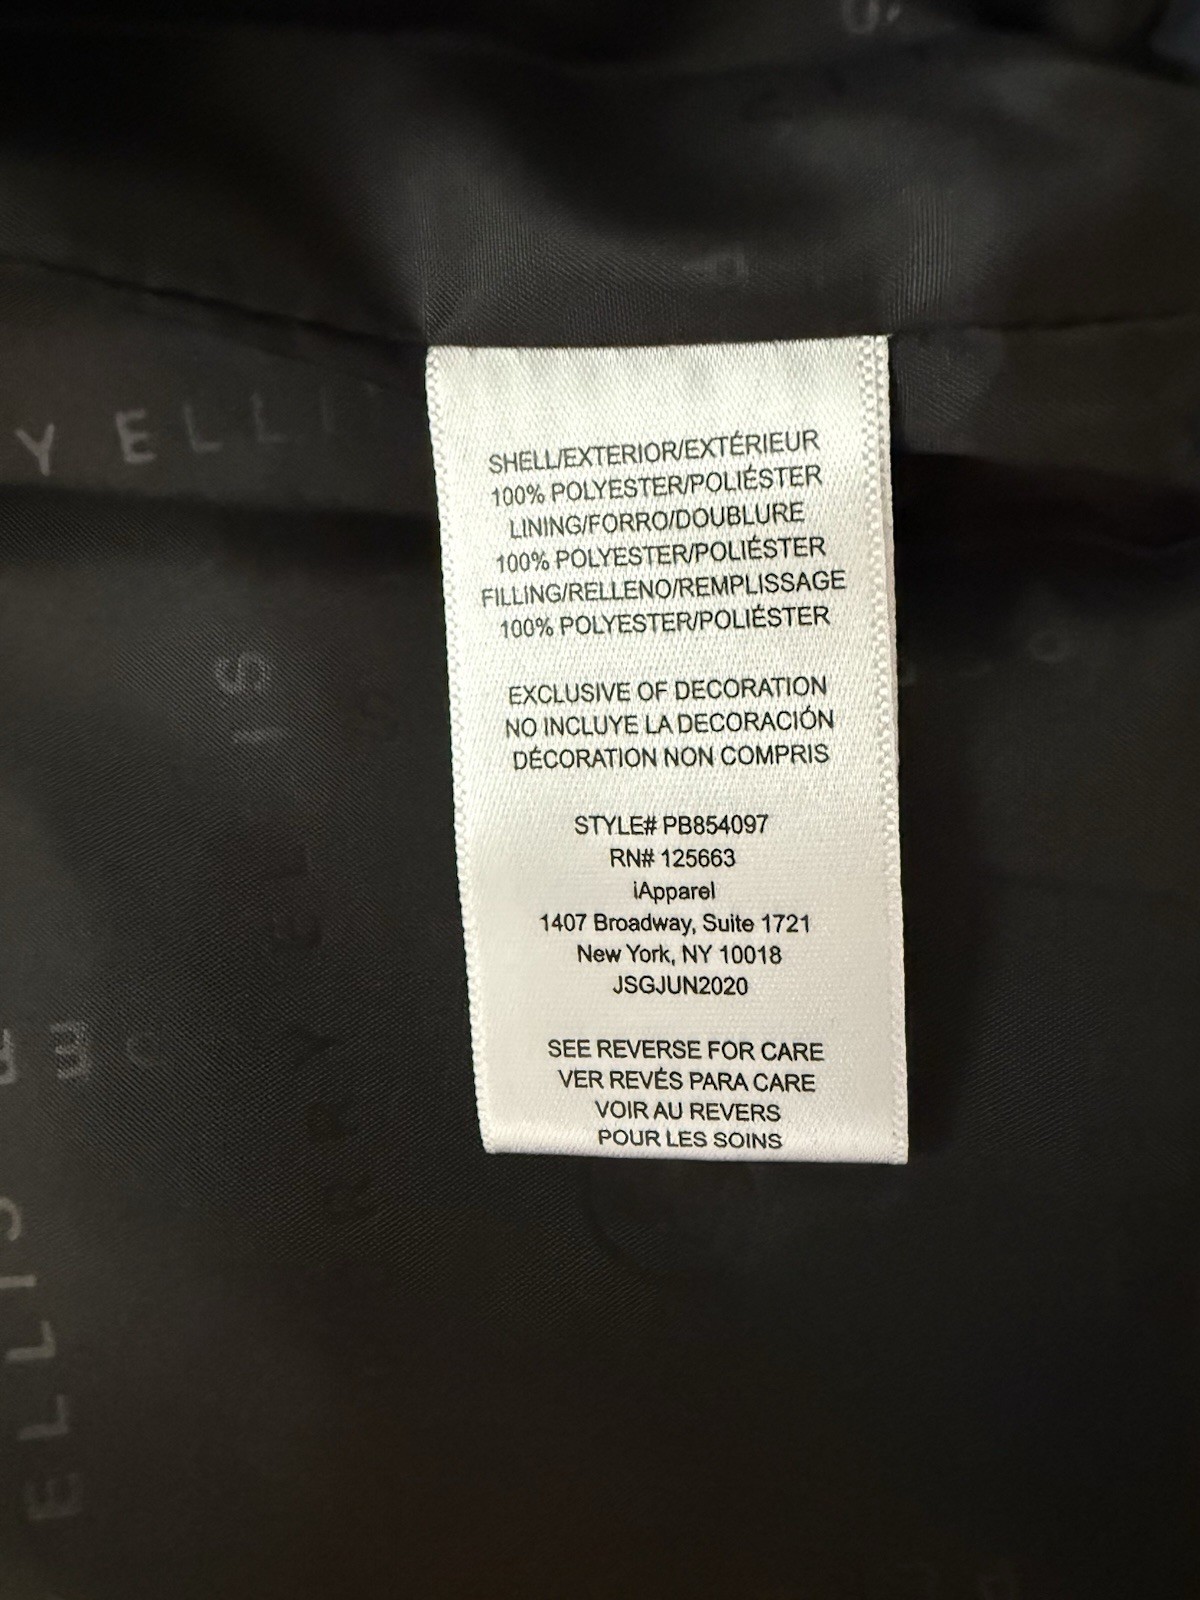 SHELL/EXTERIOR/EXTÉRIEUR
100% POLYESTER/POLIÉSTER
LINING/FORRO/DOUBLURE
100% POLYESTER/POLIÉSTER
FILLING/RELLENO/REMPLISSAGE
100% POLYESTER/POLIÉSTER
EXCLUSIVE OF DECORATION
NO INCLUYE LA DECORACIÓN
DÉCORATION NON COMPRIS
STYLE# PB854097
RN# 125663
iApparel
1407 Broadway, Suite 1721
New York, NY 10018
JSGJUN2020
SEE REVERSE FOR CARE
VER REVÉS PARA CARE
VOIR AU REVERS
POUR LES SOINS
Y ELLI
ELLIS